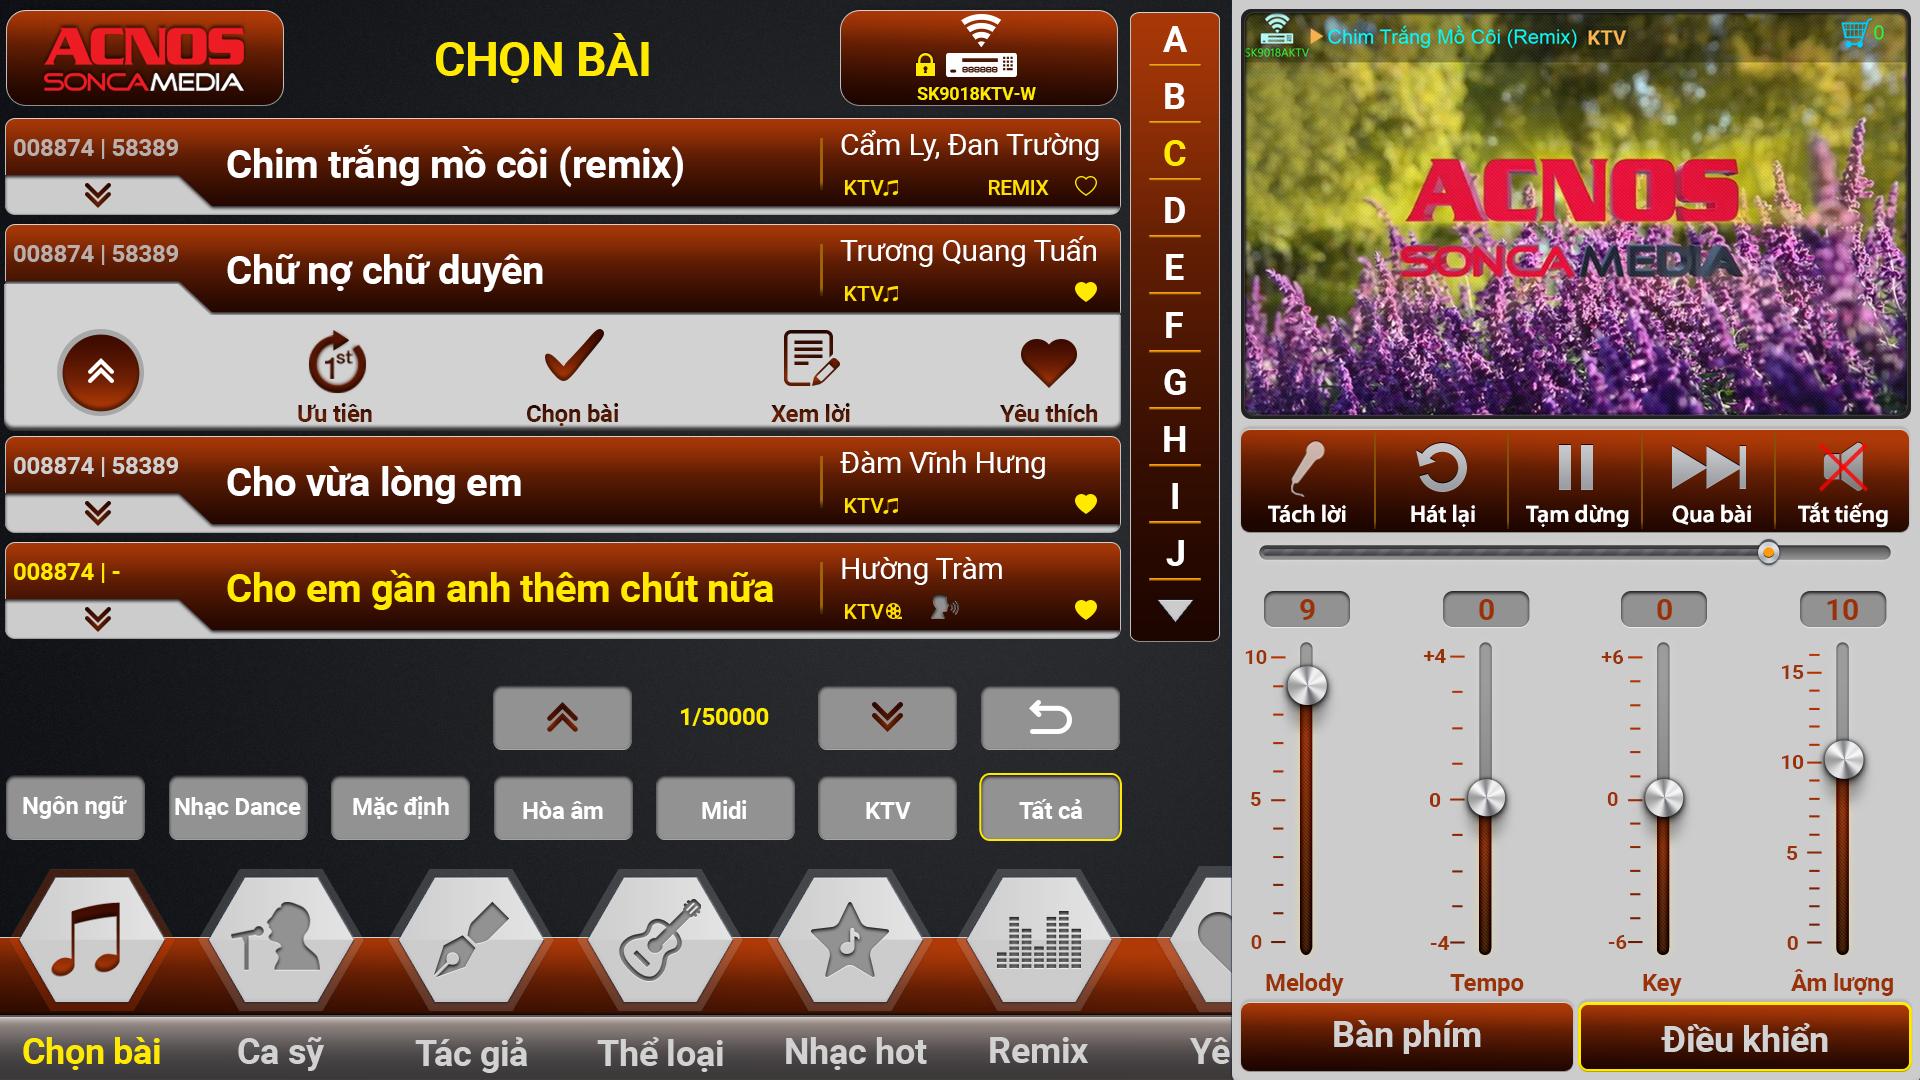 ACNOS
SONCAMEDIA
CHỌN BÀI
SK9018KTV-W
008874 | 58389
Chim trắng mồ côi (remix)
Cẩm Ly, Đan Trường
KTV
REMIX
008874 | 58389
Chữ nợ chữ duyên
Trương Quang Tuấn
KTV
1st
Ưu tiên
Chọn bài
Xem lời
Yêu thích
008874 | 58389
Cho vừa lòng em
Đàm Vĩnh Hưng
KTV
008874 | -
Cho em gần anh thêm chút nữa
Hường Tràm
KTV
A
B
C
D
E
F
G
H
I
J
1/50000
Ngôn ngữ
Nhạc Dance
Mặc định
Hòa âm
Midi
KTV
Tất cả
Chọn bài
Ca sỹ
Tác giả
Thể loại
Nhạc hot
Remix
Yê
SK9018AKTV
Chim Trắng Mồ Côi (Remix) KTV
0
ACNOS
SONCAMEDIA
Tách lời
Hát lại
Tạm dừng
Qua bài
Tắt tiếng
9
0
0
10
10
5
0
+4
0
-4
+6
0
-6
15
10
5
0
Melody
Tempo
Key
Âm lượng
Bàn phím
Điều khiển